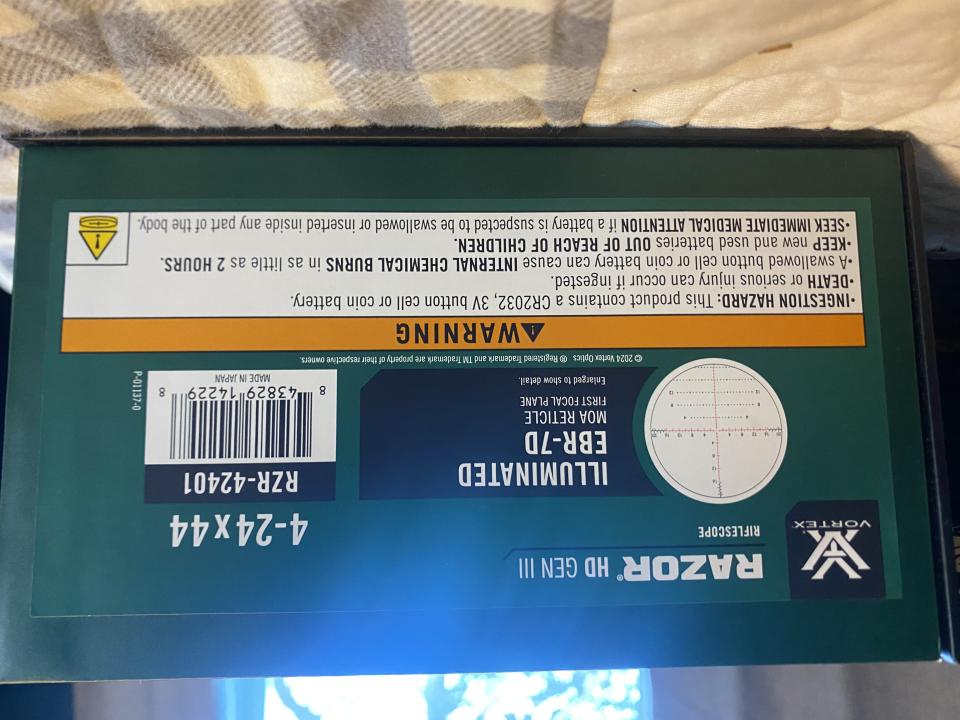 VORTEX
RAZOR® HD GEN III
RIFLESCOPE
4-24x44
ILLUMINATED
EBR-7D
MOA RETICLE
FIRST FOCAL PLANE
Enlarged to show detail.
RZR-42401
8 43829 14229 8
MADE IN JAPAN
P-01137-0
© 2024 Vortex Optics ® Registered Trademark and TM Trademark are property of their respective owners.
WARNING
•INGESTION HAZARD: This product contains a CR2032, 3V button cell or coin battery.
•DEATH or serious injury can occur if ingested.
•A swallowed button cell or coin battery can cause INTERNAL CHEMICAL BURNS in as little as 2 HOURS.
•KEEP new and used batteries OUT OF REACH OF CHILDREN.
•SEEK IMMEDIATE MEDICAL ATTENTION if a battery is suspected to be swallowed or inserted inside any part of the body.